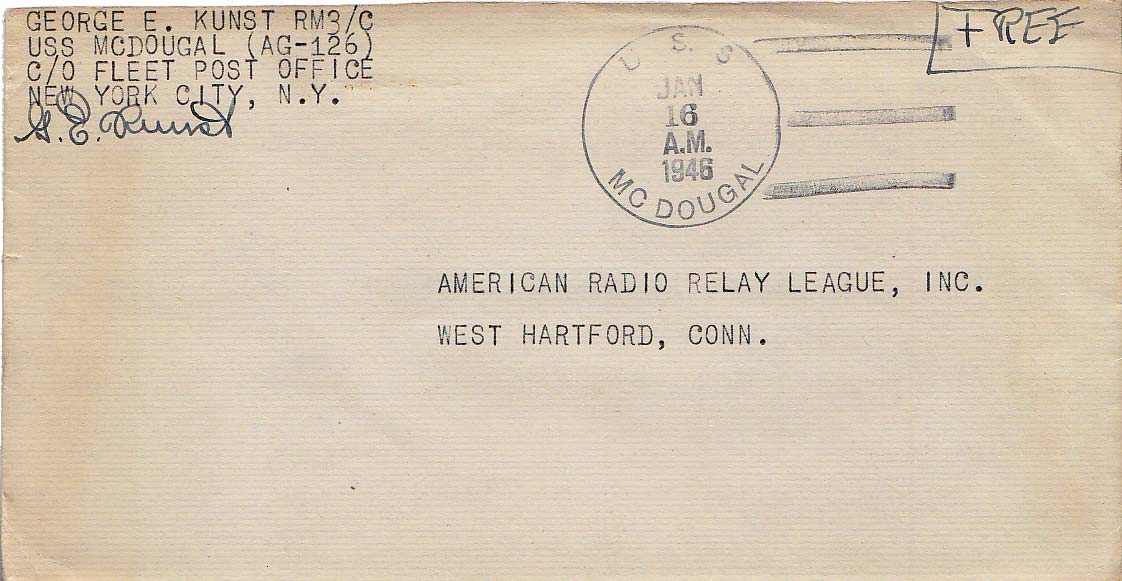 GEORGE E. KUNST RM3/C
USS MCDOUGAL (AG-126)
C/O FLEET POST OFFICE
NEW YORK CITY, N.Y.
G.E. Kunst
FREE
U. S. S
JAN
16
A.M.
1946
MC DOUGAL
AMERICAN RADIO RELAY LEAGUE, INC.
WEST HARTFORD, CONN.